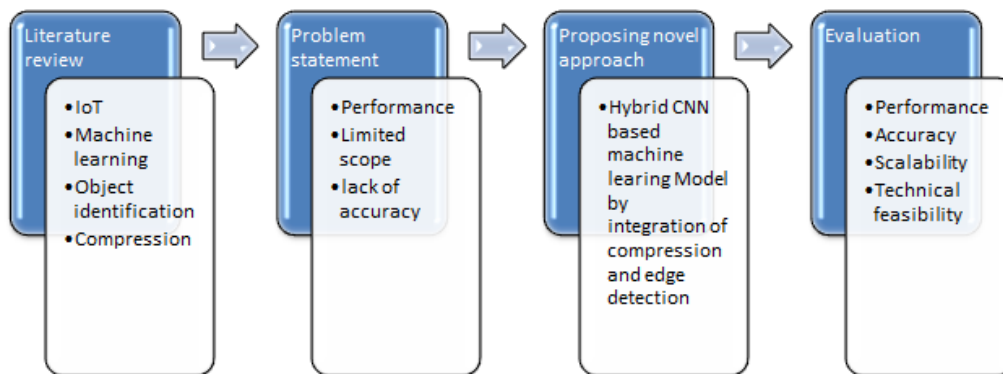 Literature
review
•IoT
•Machine
learning
•Object
identification
•Compression
Problem
statement
•Performance
•Limited
scope
•lack of
accuracy
Proposing novel
approach
•Hybrid CNN
based
machine
learing Model
by
integration of
compression
and edge
detection
Evaluation
•Performance
•Accuracy
•Scalability
•Technical
feasibility